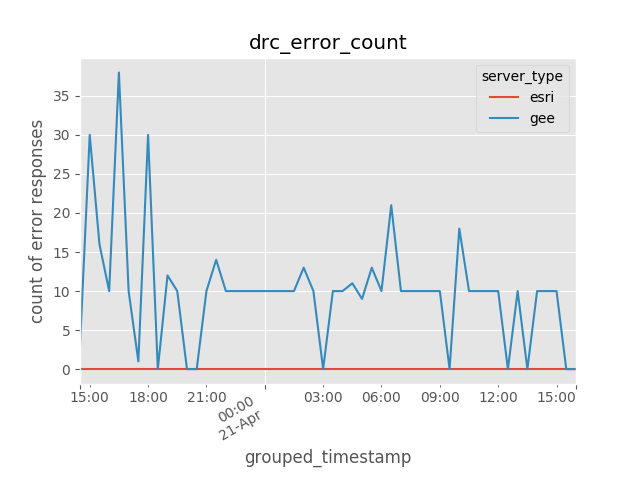 drc_error_count
server_type
esri
gee
count of error responses
35
30
25
20
15
10
5
0
15:00 18:00 21:00 00:00 03:00 06:00 09:00 12:00 15:00
21-Apr
grouped_timestamp